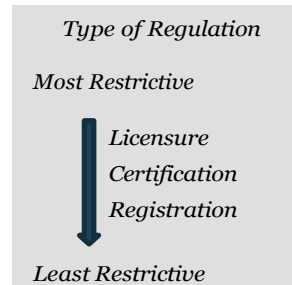 Type of Regulation
Most Restrictive
Licensure
Certification
Registration
Least Restrictive